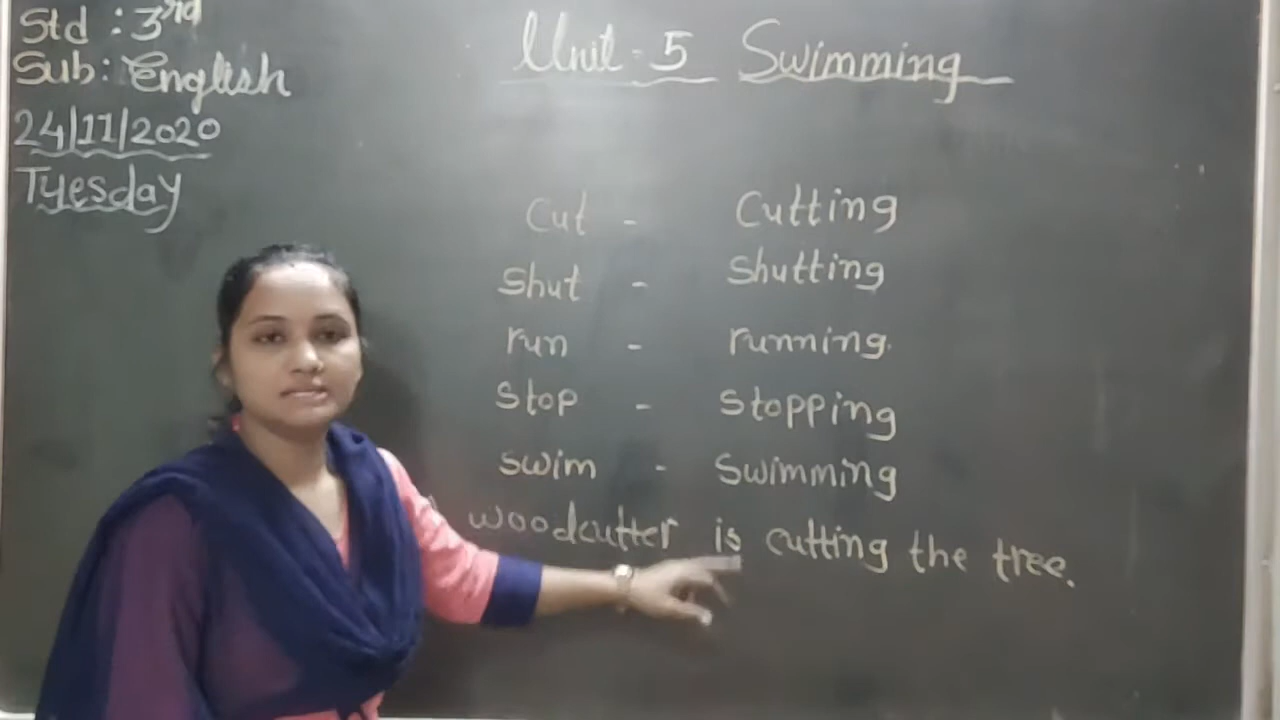 Std : 3rd
Sub: English
24/11/2020
Tuesday
Unit - 5 Swimming
Cut - Cutting
Shut - Shutting
run - running.
Stop - Stopping
Swim - Swimming
woodcutter is cutting the tree.